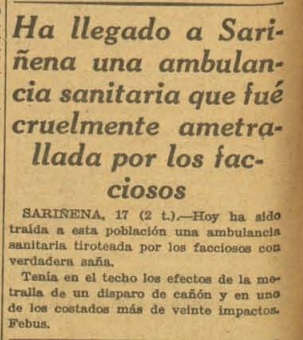 Ha llegado a Sari-
ñena una ambulan-
cia sanitaria que fué
cruelmente ametra-
llada por los fac-
ciosos
SARIÑENA, 17 (2 t.).—Hoy ha sido
traída a esta población una ambulancia
sanitaria tiroteada por los facciosos con
verdadera saña.
Tenía en el techo los efectos de la me-
tralla de un disparo de cañón y en uno
de los costados más de veinte impactos.
Febus.